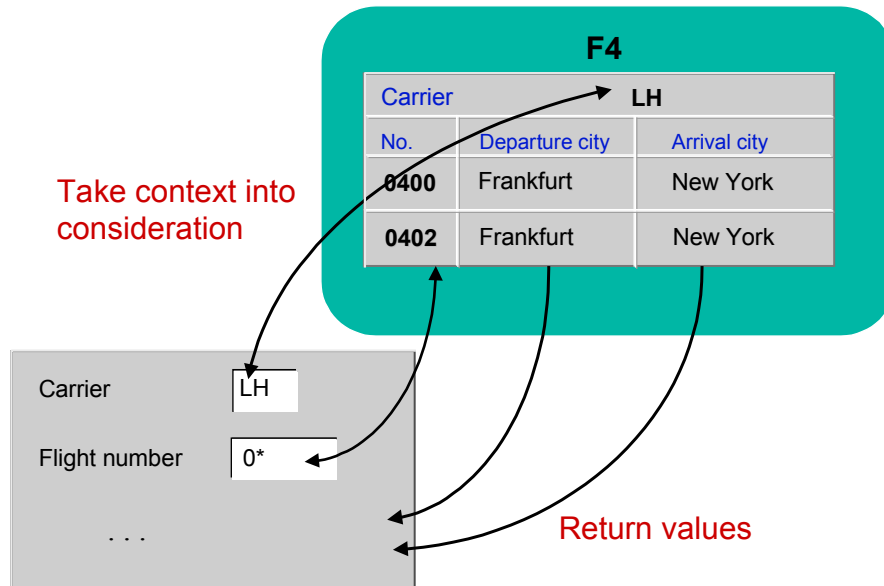 F4
Carrier LH
No. Departure city Arrival city
0400 Frankfurt New York
0402 Frankfurt New York
Take context into
consideration
Carrier LH
Flight number 0*
. . .
Return values